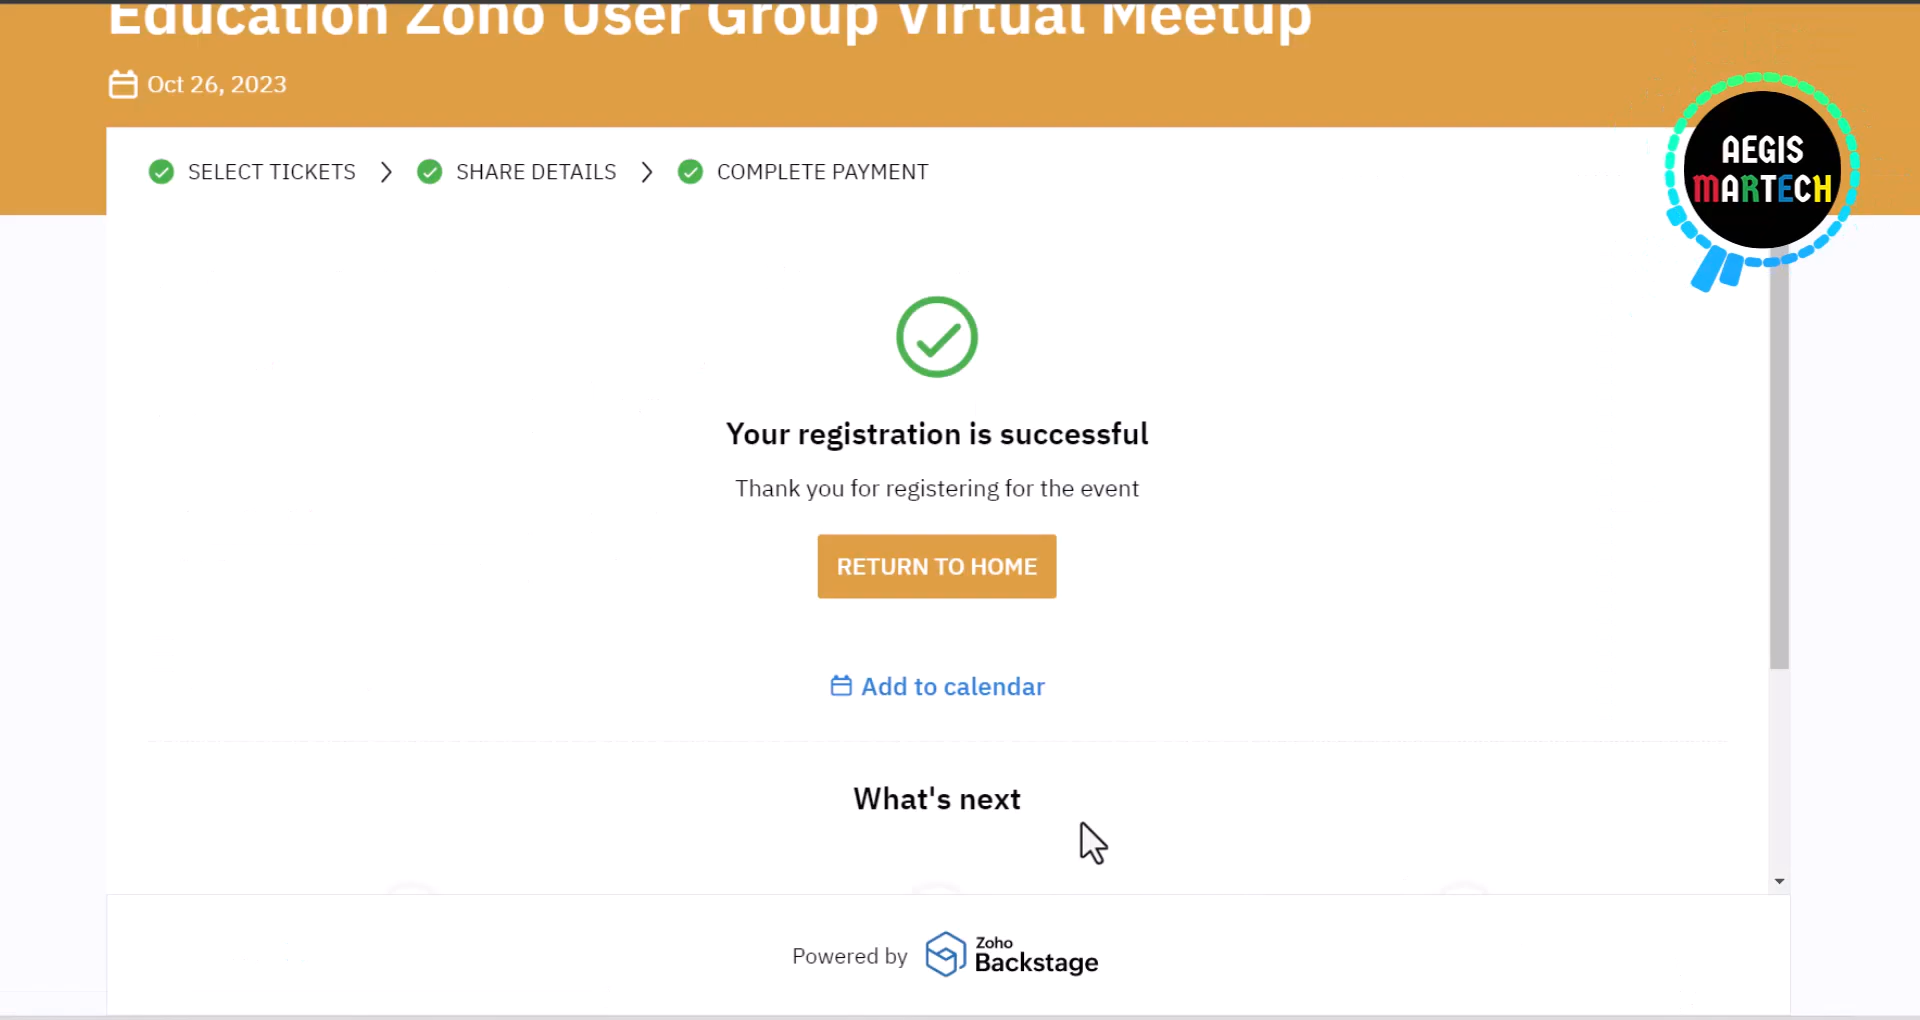 Education Zoho User Group Virtual Meetup
Oct 26, 2023
SELECT TICKETS
SHARE DETAILS
COMPLETE PAYMENT
AEGIS
MARTECH
Your registration is successful
Thank you for registering for the event
RETURN TO HOME
Add to calendar
What's next
Powered by
Zoho
Backstage